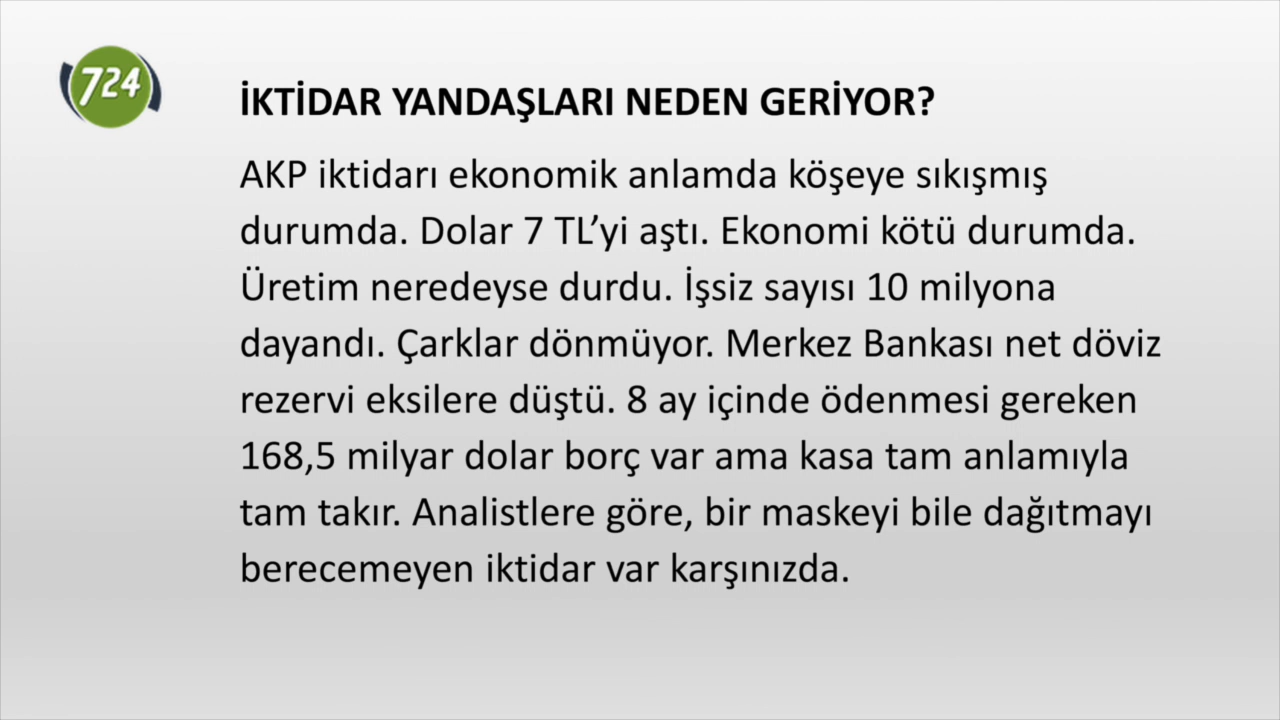 724
İKTİDAR YANDAŞLARI NEDEN GERİYOR?
AKP iktidarı ekonomik anlamda köşeye sıkışmış
durumda. Dolar 7 TL’yi aştı. Ekonomi kötü durumda.
Üretim neredeyse durdu. İşsiz sayısı 10 milyona
dayandı. Çarklar dönmüyor. Merkez Bankası net döviz
rezervi eksilere düştü. 8 ay içinde ödenmesi gereken
168,5 milyar dolar borç var ama kasa tam anlamıyla
tam takır. Analistlere göre, bir maskeyi bile dağıtmayı
berecemeyen iktidar var karşınızda.